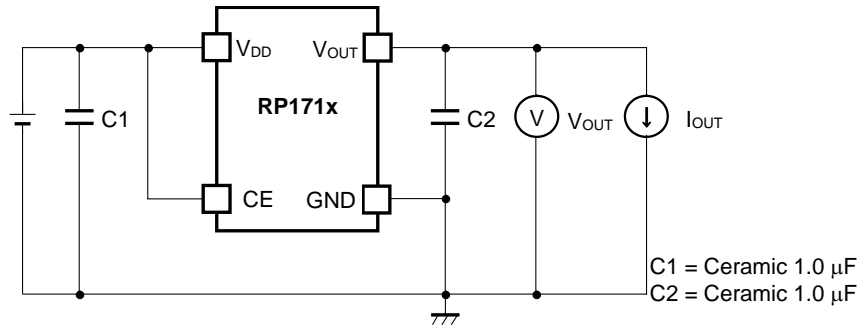 VDD
VOUT
RP171x
C1
C2
V
VOUT
IOUT
CE
GND
C1 = Ceramic 1.0 μF
C2 = Ceramic 1.0 μF